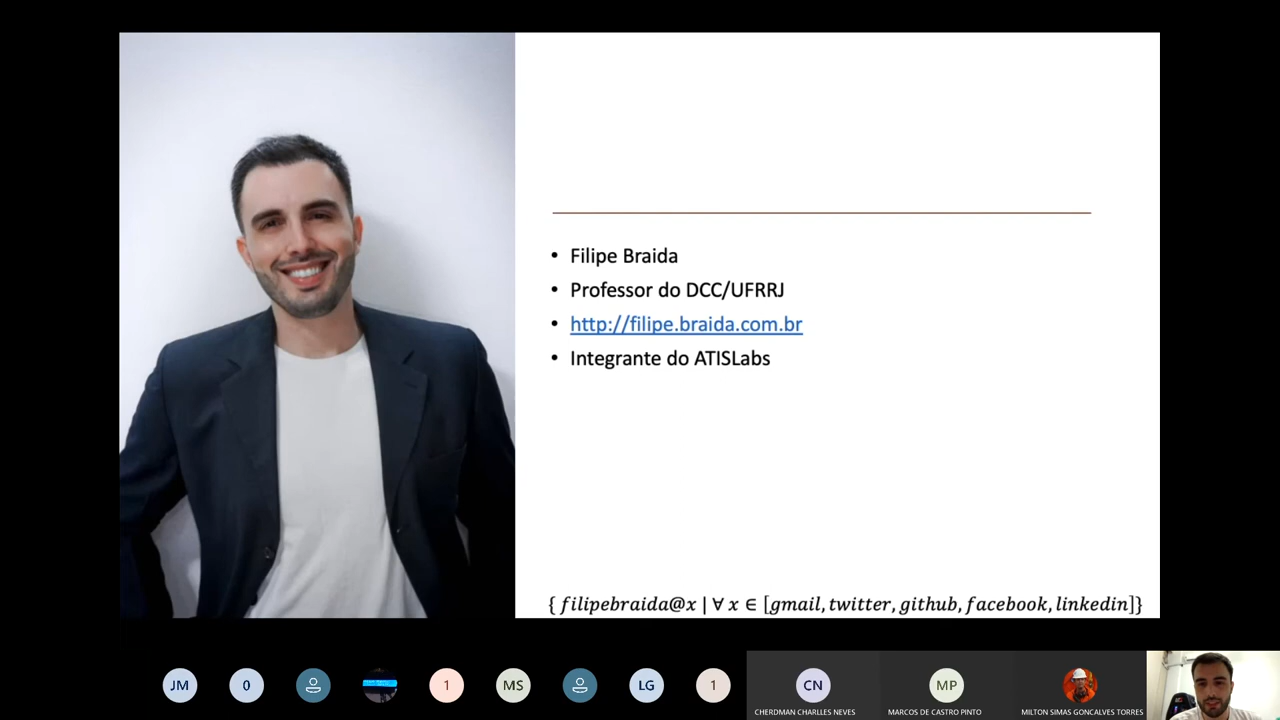 Filipe Braida
Professor do DCC/UFRRJ
http://filipe.braida.com.br
Integrante do ATISLabs
{ filipebraida@x | ∀ x ∈ [gmail, twitter, github, facebook, linkedin]}
JM
0
1
MS
LG
1
CN
MP
CHERDMAN CHARLLES NEVES
MARCOS DE CASTRO PINTO
MILTON SIMAS GONCALVES TORRES